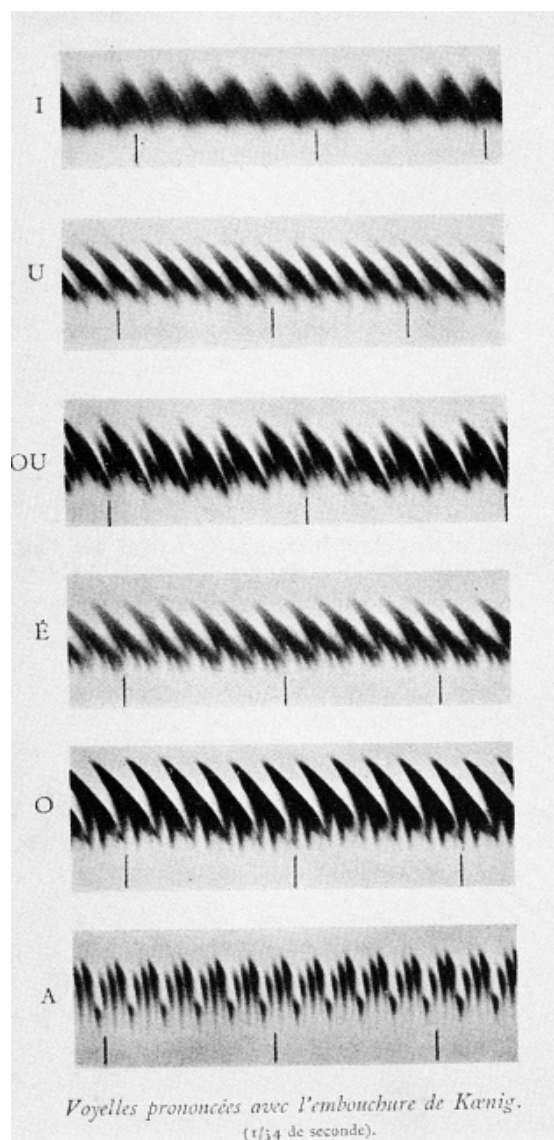 I
U
OU
É
O
A
Voyelles prononcées avec l'embouchure de Kœnig.
(1/54 de seconde).